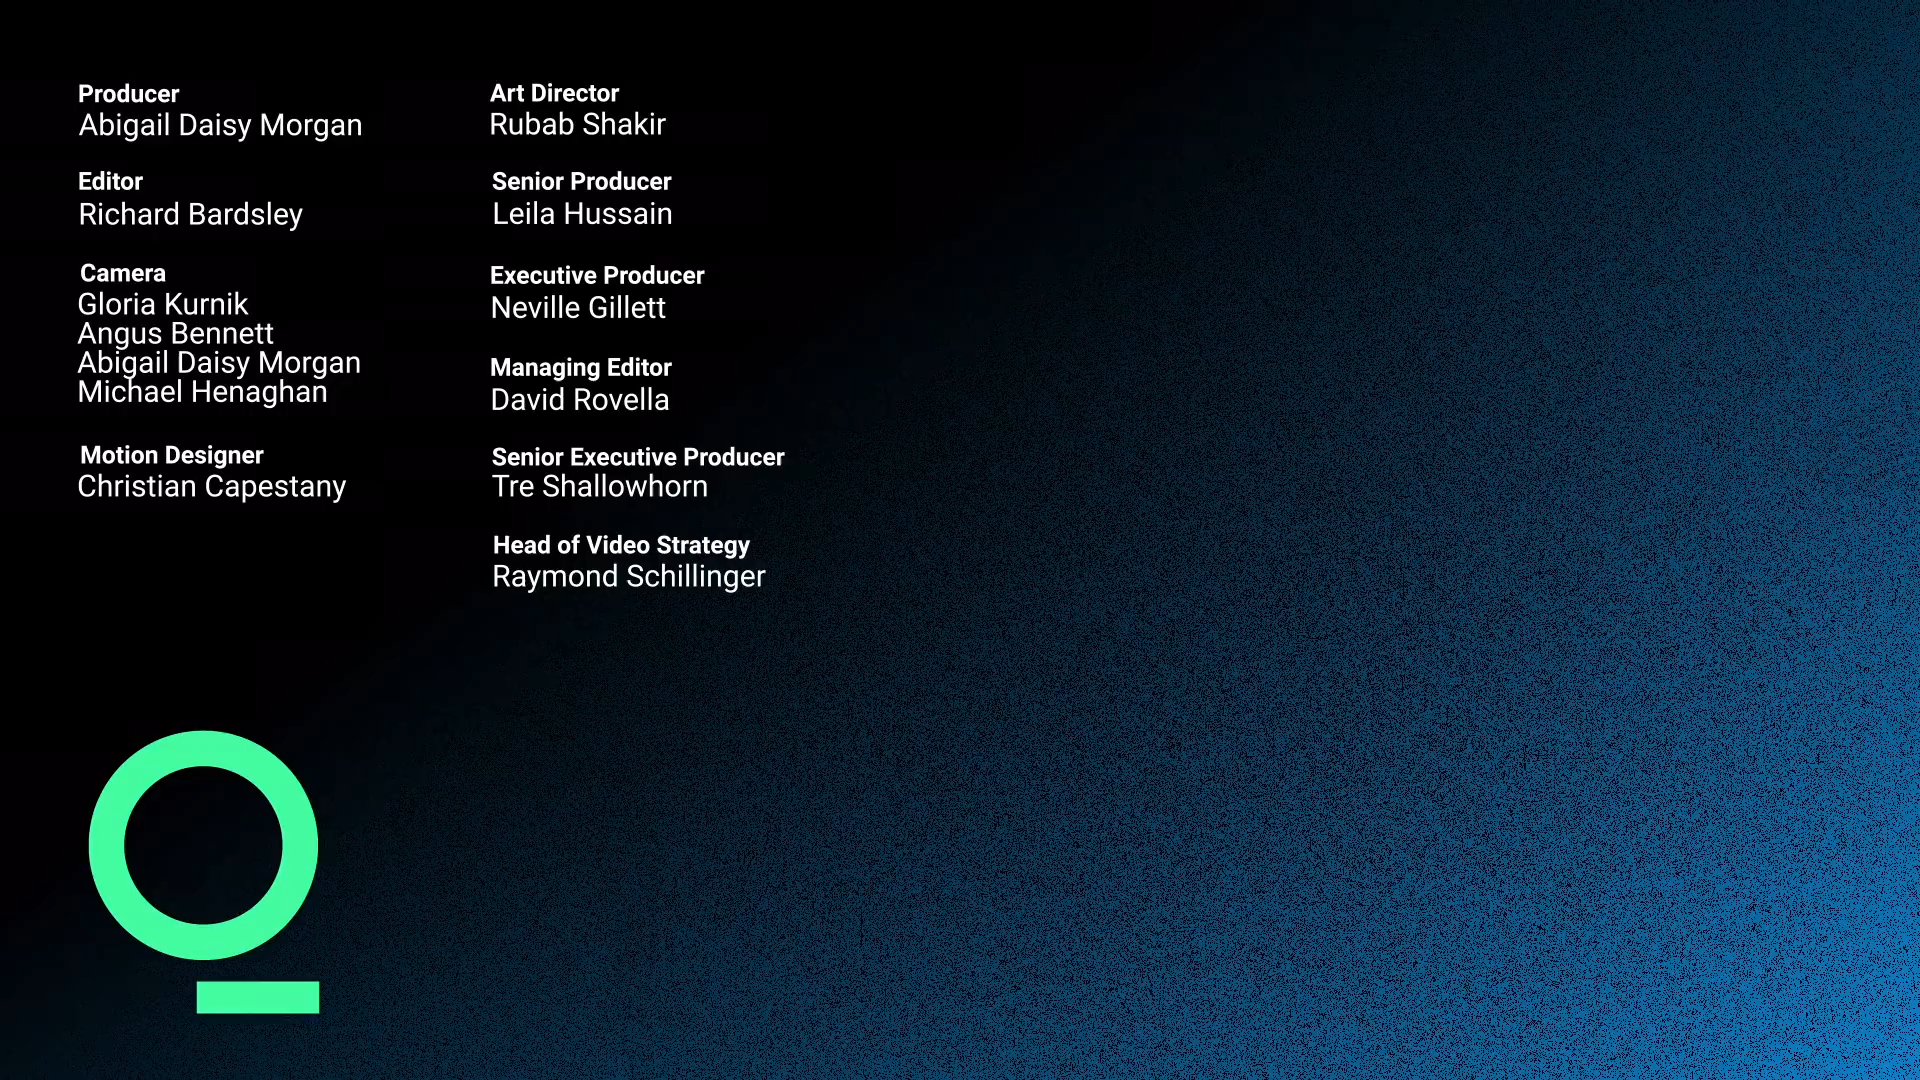 Producer
Abigail Daisy Morgan
Editor
Richard Bardsley
Camera
Gloria Kurnik
Angus Bennett
Abigail Daisy Morgan
Michael Henaghan
Motion Designer
Christian Capestany
Art Director
Rubab Shakir
Senior Producer
Leila Hussain
Executive Producer
Neville Gillett
Managing Editor
David Rovella
Senior Executive Producer
Tre Shallowhorn
Head of Video Strategy
Raymond Schillinger